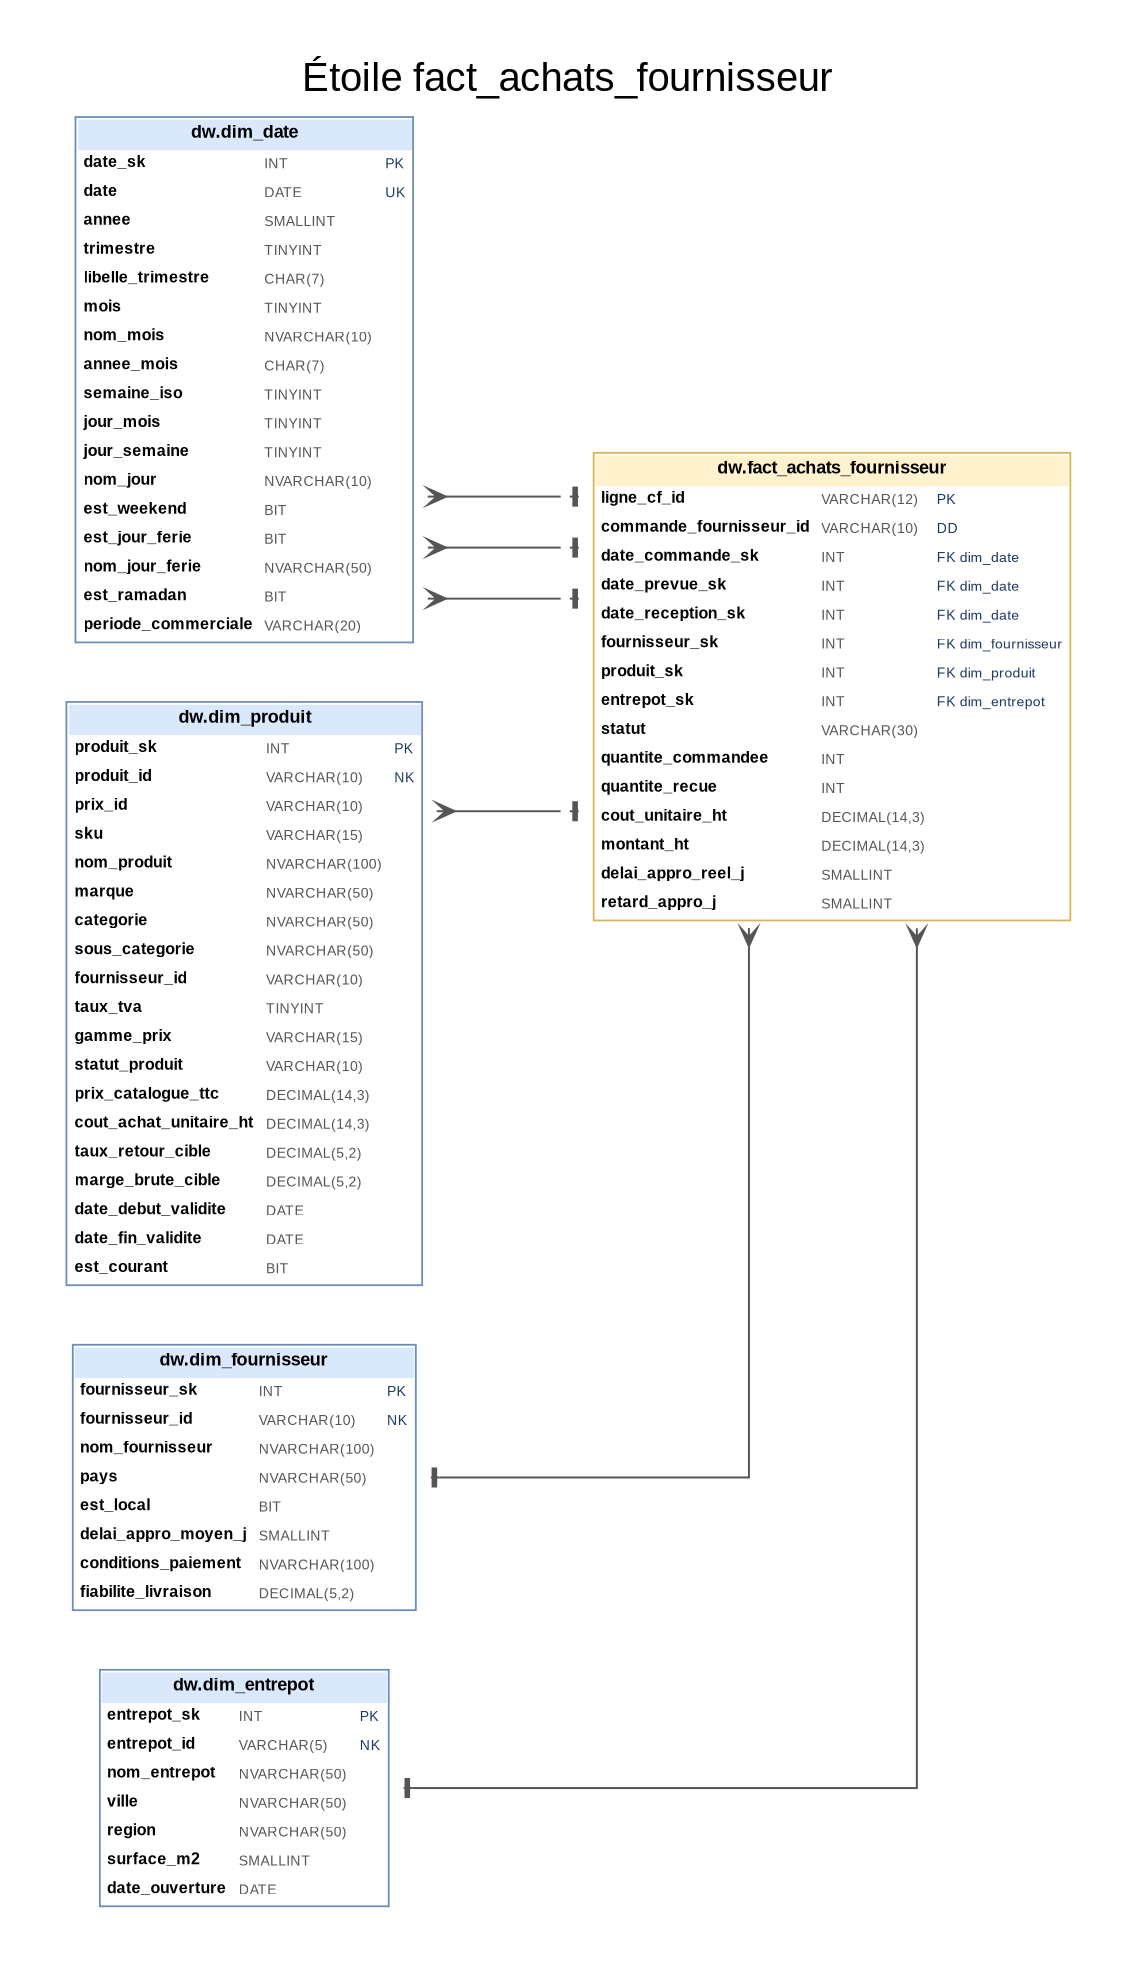 Étoile fact_achats_fournisseur
dw.dim_date
date_sk INT PK
date DATE UK
annee SMALLINT
trimestre TINYINT
libelle_trimestre CHAR(7)
mois TINYINT
nom_mois NVARCHAR(10)
annee_mois CHAR(7)
semaine_iso TINYINT
jour_mois TINYINT
jour_semaine TINYINT
nom_jour NVARCHAR(10)
est_weekend BIT
est_jour_ferie BIT
nom_jour_ferie NVARCHAR(50)
est_ramadan BIT
periode_commerciale VARCHAR(20)
dw.fact_achats_fournisseur
ligne_cf_id VARCHAR(12) PK
commande_fournisseur_id VARCHAR(10) DD
date_commande_sk INT FK dim_date
date_prevue_sk INT FK dim_date
date_reception_sk INT FK dim_date
fournisseur_sk INT FK dim_fournisseur
produit_sk INT FK dim_produit
entrepot_sk INT FK dim_entrepot
statut VARCHAR(30)
quantite_commandee INT
quantite_recue INT
cout_unitaire_ht DECIMAL(14,3)
montant_ht DECIMAL(14,3)
delai_appro_reel_j SMALLINT
retard_appro_j SMALLINT
dw.dim_produit
produit_sk INT PK
produit_id VARCHAR(10) NK
prix_id VARCHAR(10)
sku VARCHAR(15)
nom_produit NVARCHAR(100)
marque NVARCHAR(50)
categorie NVARCHAR(50)
sous_categorie NVARCHAR(50)
fournisseur_id VARCHAR(10)
taux_tva TINYINT
gamme_prix VARCHAR(15)
statut_produit VARCHAR(10)
prix_catalogue_ttc DECIMAL(14,3)
cout_achat_unitaire_ht DECIMAL(14,3)
taux_retour_cible DECIMAL(5,2)
marge_brute_cible DECIMAL(5,2)
date_debut_validite DATE
date_fin_validite DATE
est_courant BIT
dw.dim_fournisseur
fournisseur_sk INT PK
fournisseur_id VARCHAR(10) NK
nom_fournisseur NVARCHAR(100)
pays NVARCHAR(50)
est_local BIT
delai_appro_moyen_j SMALLINT
conditions_paiement NVARCHAR(100)
fiabilite_livraison DECIMAL(5,2)
dw.dim_entrepot
entrepot_sk INT PK
entrepot_id VARCHAR(5) NK
nom_entrepot NVARCHAR(50)
ville NVARCHAR(50)
region NVARCHAR(50)
surface_m2 SMALLINT
date_ouverture DATE